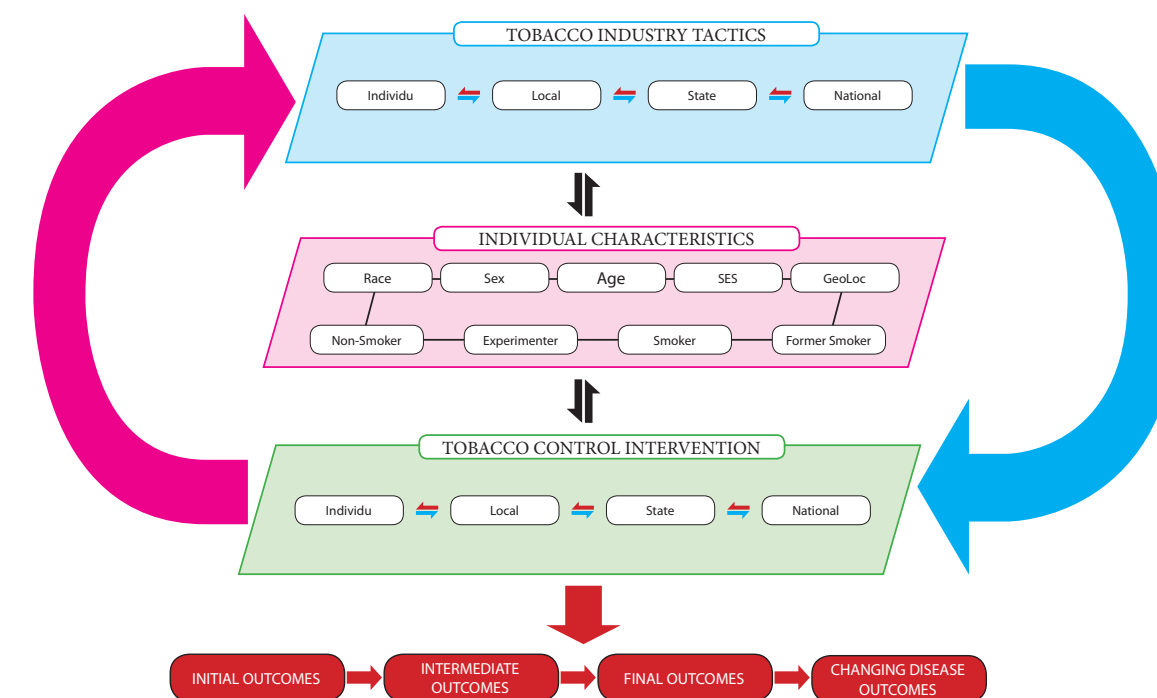 TOBACCO INDUSTRY TACTICS
Individu
Local
State
National
INDIVIDUAL CHARACTERISTICS
Race
Sex
Age
SES
GeoLoc
Non-Smoker
Experimenter
Smoker
Former Smoker
TOBACCO CONTROL INTERVENTION
Individu
Local
State
National
INITIAL OUTCOMES
INTERMEDIATE
OUTCOMES
FINAL OUTCOMES
CHANGING DISEASE
OUTCOMES